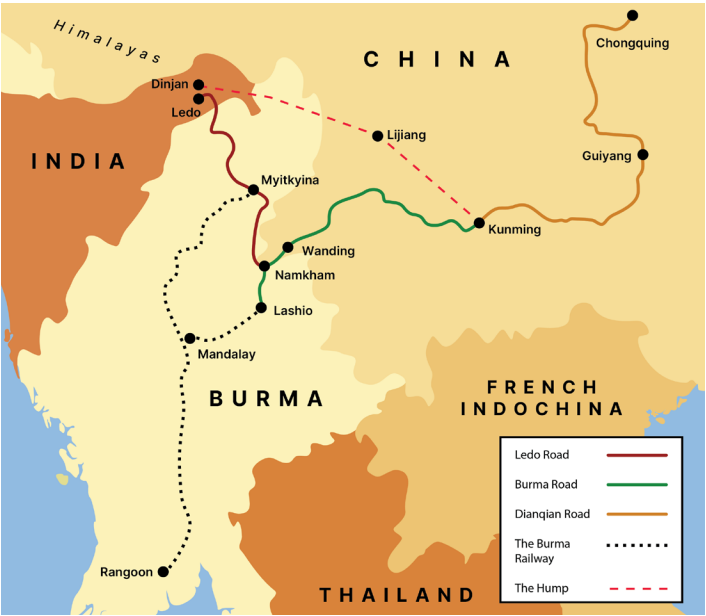 Himalayas
CHINA
Chongquing
Dinjan
Ledo
Lijiang
INDIA
Guiyang
Myitkyina
Kunming
Wanding
Namkham
Lashio
Mandalay
BURMA
FRENCH
INDOCHINA
Ledo Road
Burma Road
Dianqian Road
The Burma
Railway
The Hump
Rangoon
THAILAND